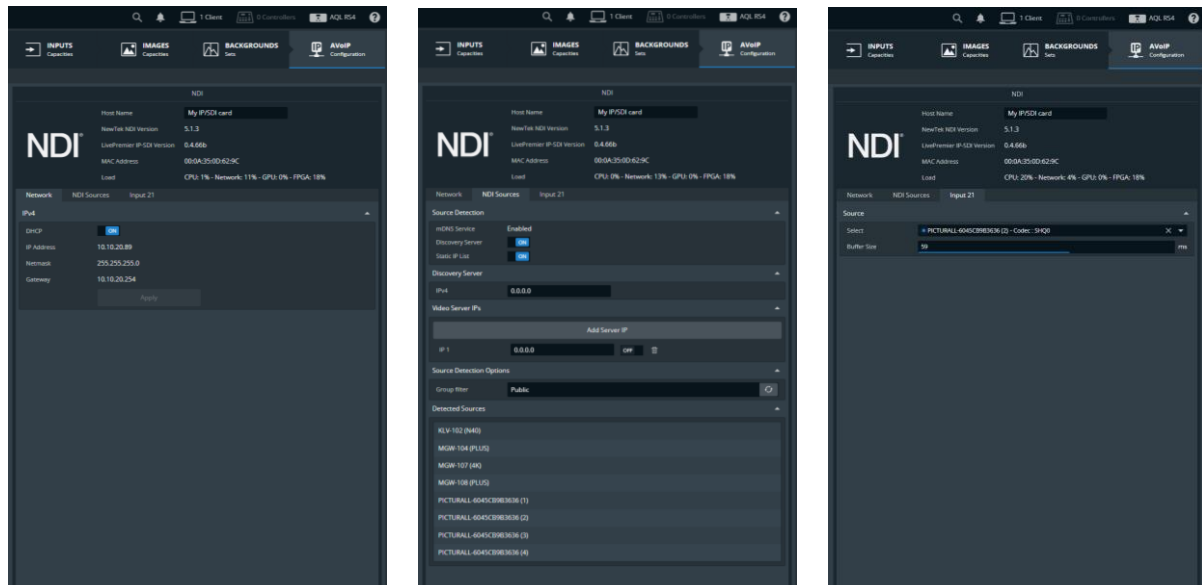 1 Client 0 Controllers AQL RS4
INPUTS Capacities IMAGES Capacities BACKGROUNDS Sets AVoIP Configuration
NDI
NDI
Host Name My IP/SDI card
NewTek NDI Version 5.1.3
LivePremier IP-SDI Version 0.4.66b
MAC Address 00:0A:35:0D:62:9C
Load CPU: 1% - Network: 11% - GPU: 0% - FPGA: 18%
Network NDI Sources Input 21
IPv4
DHCP ON
IP Address 10.10.20.89
Netmask 255.255.255.0
Gateway 10.10.20.254
Apply
1 Client 0 Controllers AQL RS4
INPUTS Capacities IMAGES Capacities BACKGROUNDS Sets AVoIP Configuration
NDI
NDI
Host Name My IP/SDI card
NewTek NDI Version 5.1.3
LivePremier IP-SDI Version 0.4.66b
MAC Address 00:0A:35:0D:62:9C
Load CPU: 0% - Network: 13% - GPU: 0% - FPGA: 18%
Network NDI Sources Input 21
Source Detection
mDNS Service Enabled
Discovery Server ON
Static IP List ON
Discovery Server
IPv4 0.0.0.0
Video Server IPs
Add Server IP
IP 1 0.0.0.0 OFF
Source Detection Options
Group filter Public
Detected Sources
KLV-102 (N40)
MGW-104 (PLUS)
MGW-107 (4K)
MGW-108 (PLUS)
PICTURALL-6045CB9B3636 (1)
PICTURALL-6045CB9B3636 (2)
PICTURALL-6045CB9B3636 (3)
PICTURALL-6045CB9B3636 (4)
1 Client 0 Controllers AQL RS4
INPUTS Capacities IMAGES Capacities BACKGROUNDS Sets AVoIP Configuration
NDI
NDI
Host Name My IP/SDI card
NewTek NDI Version 5.1.3
LivePremier IP-SDI Version 0.4.66b
MAC Address 00:0A:35:0D:62:9C
Load CPU: 20% - Network: 4% - GPU: 0% - FPGA: 18%
Network NDI Sources Input 21
Source
Select PICTURALL-6045CB9B3636 (2) - Codec: SHQ0
Buffer Size 59 ms